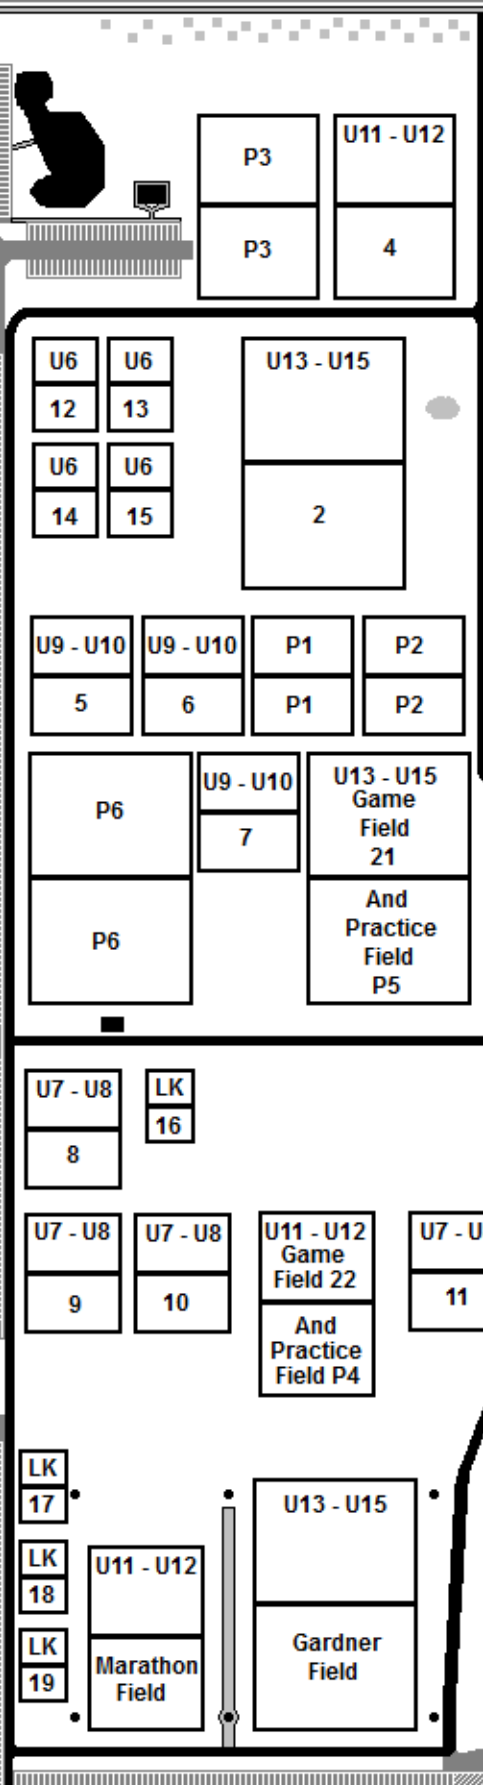 P3
U11 - U12
P3
4
U6
U6
12
13
U6
U6
14
15
U13 - U15
2
U9 - U10
U9 - U10
P1
P2
5
6
P1
P2
P6
P6
U9 - U10
7
U13 - U15
Game
Field
21
And
Practice
Field
P5
U7 - U8
8
LK
16
U7 - U8
9
U7 - U8
10
U11 - U12
Game
Field 22
And
Practice
Field P4
U7 - U
11
LK
17
LK
18
LK
19
U11 - U12
Marathon
Field
U13 - U15
Gardner
Field